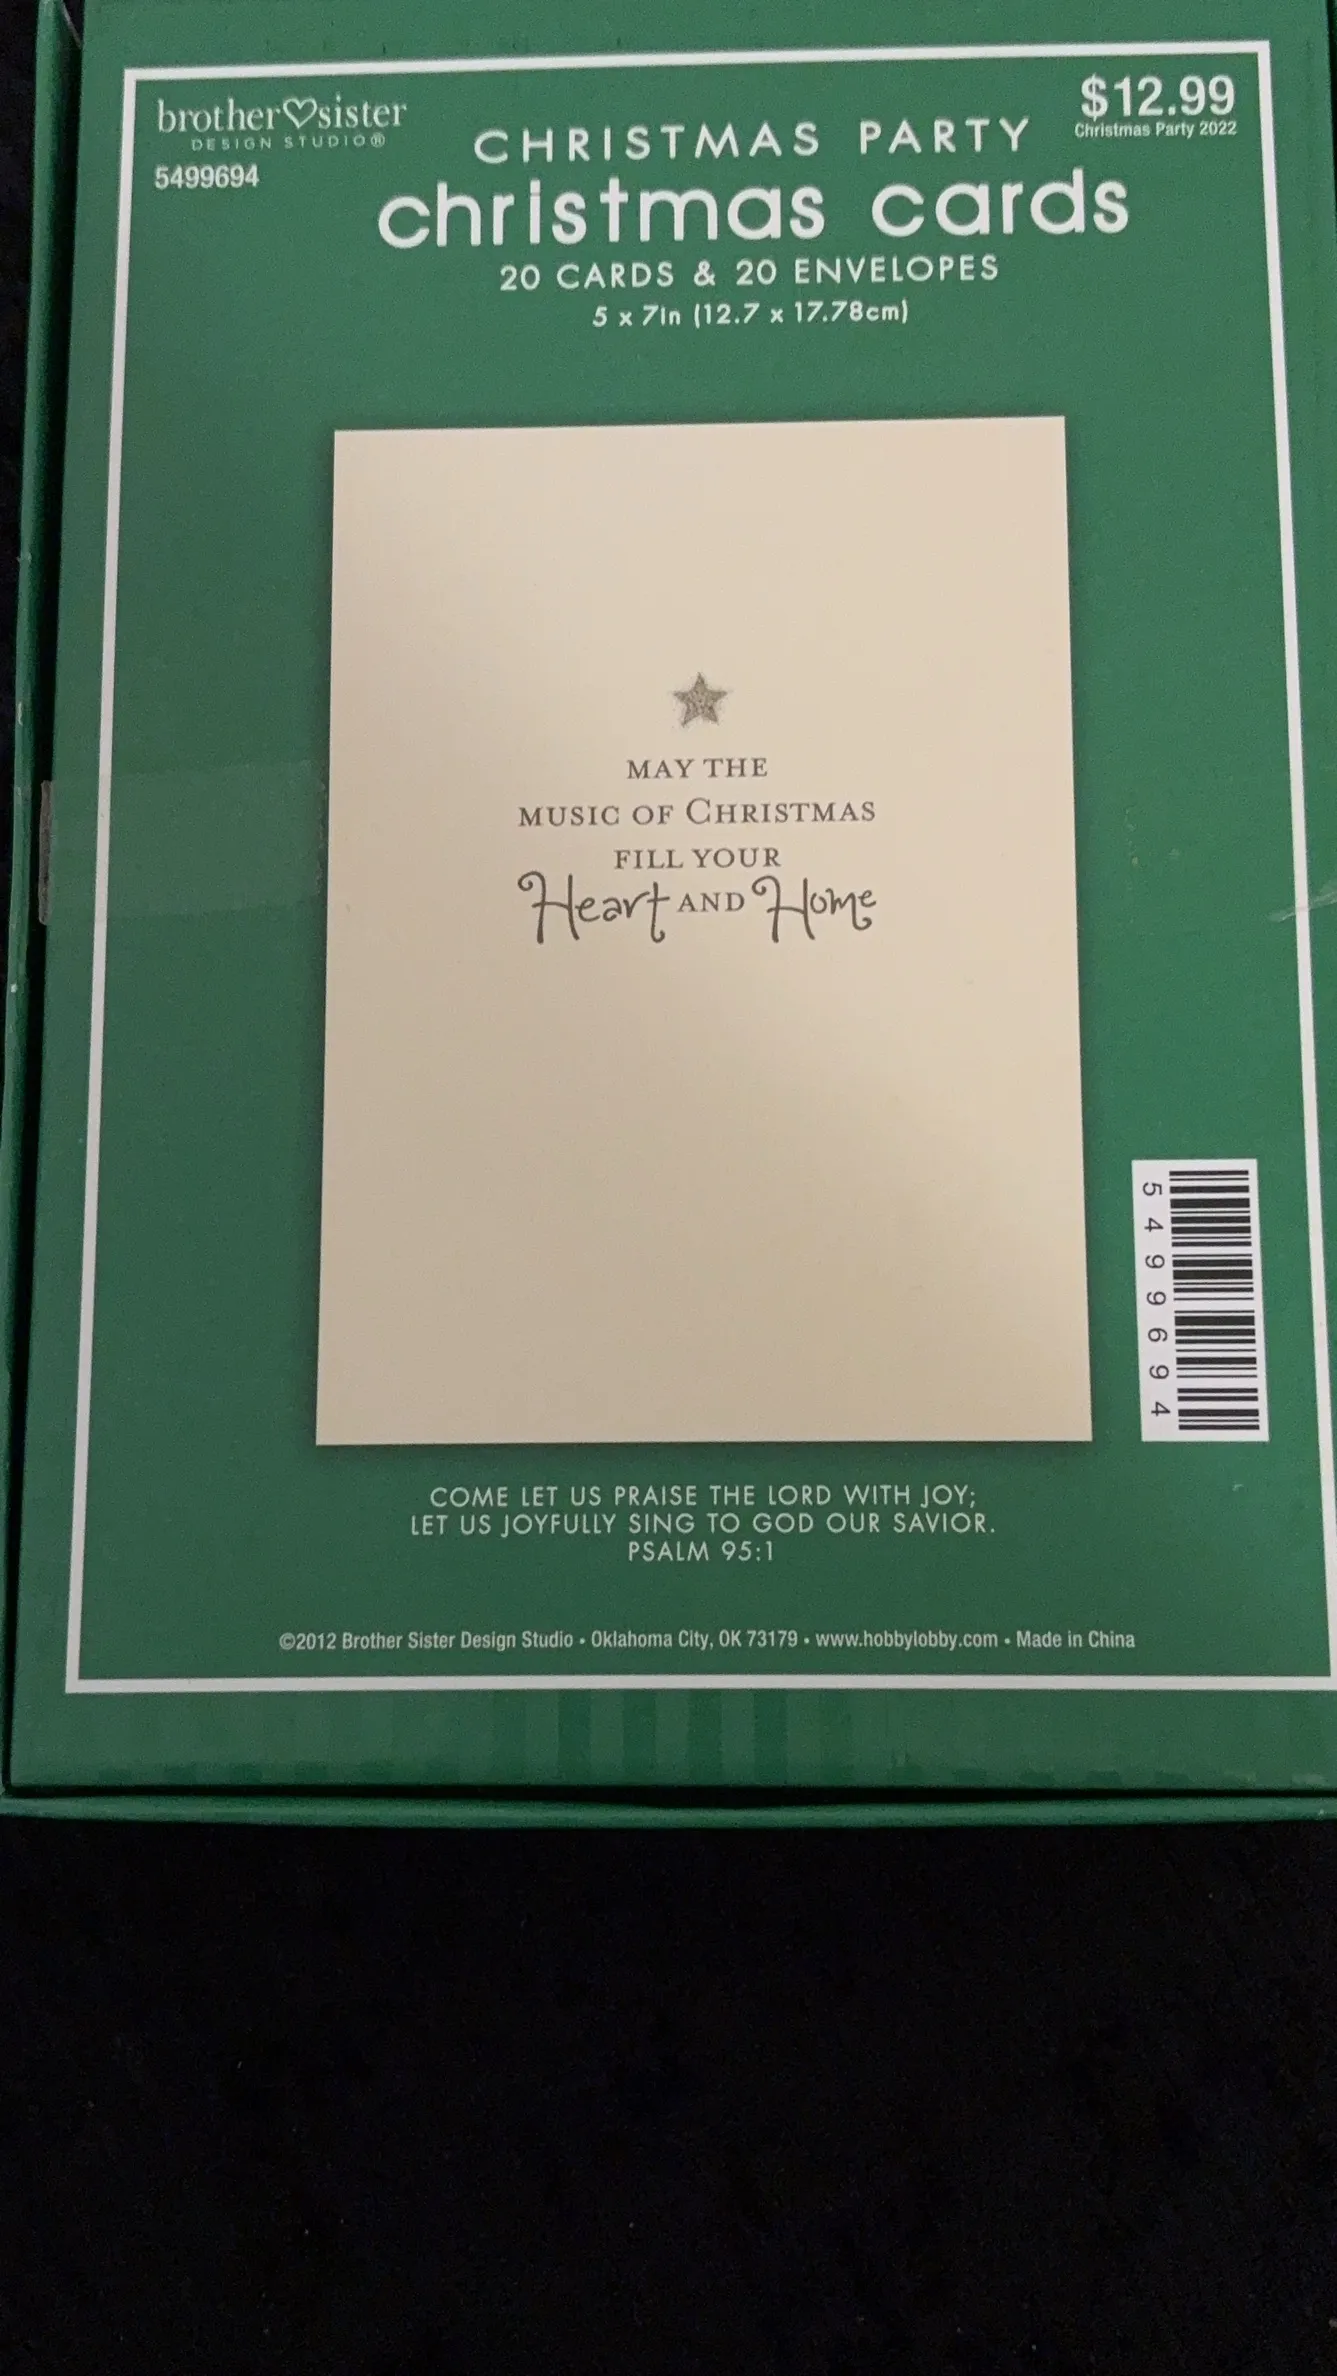 brother♡sister
DESIGN STUDIO®
5499694
$12.99
Christmas Party 2022
CHRISTMAS PARTY
christmas cards
20 CARDS & 20 ENVELOPES
5 x 7in (12.7 x 17.78cm)
MAY THE
MUSIC OF CHRISTMAS
FILL YOUR
Heart AND Home
5499694
COME LET US PRAISE THE LORD WITH JOY;
LET US JOYFULLY SING TO GOD OUR SAVIOR.
PSALM 95:1
©2012 Brother Sister Design Studio • Oklahoma City, OK 73179 • www.hobbylobby.com • Made in China